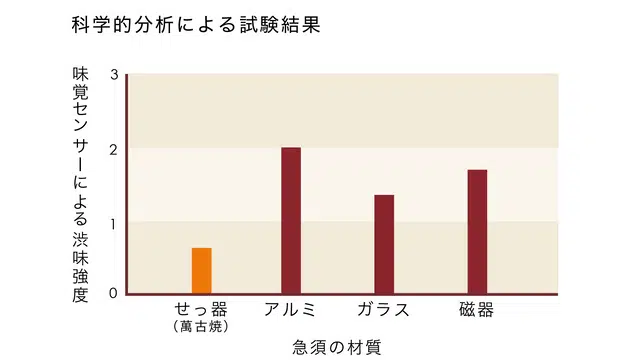 科学的分析による試験結果
味覚センサーによる渋味強度
3
2
1
0
せっ器
(萬古焼)
アルミ
ガラス
磁器
急須の材質